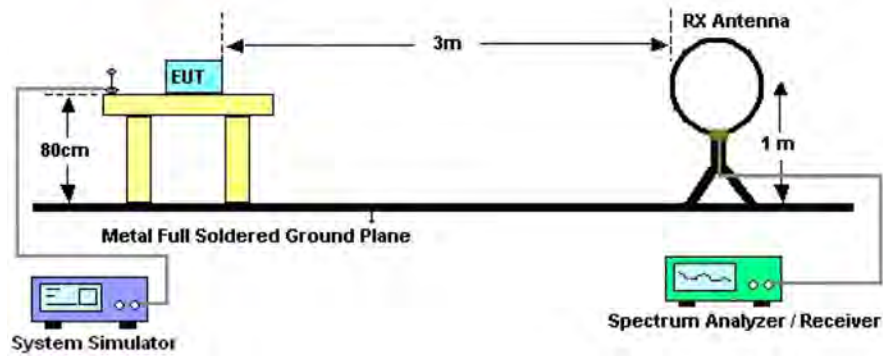 RX Antenna
3m
EUT
80cm
1 m
Metal Full Soldered Ground Plane
System Simulator
Spectrum Analyzer / Receiver